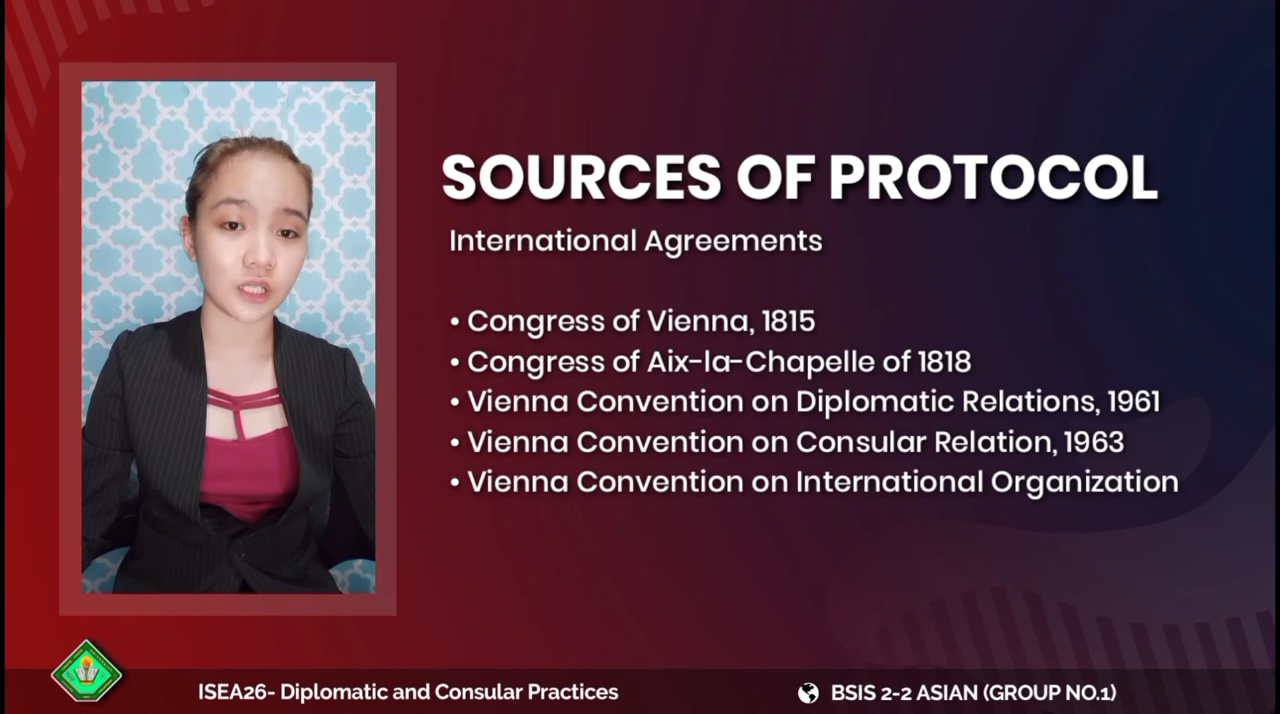 SOURCES OF PROTOCOL
International Agreements
• Congress of Vienna, 1815
• Congress of Aix-la-Chapelle of 1818
• Vienna Convention on Diplomatic Relations, 1961
• Vienna Convention on Consular Relation, 1963
• Vienna Convention on International Organization
ISEA26- Diplomatic and Consular Practices
BSIS 2-2 ASIAN (GROUP NO.1)